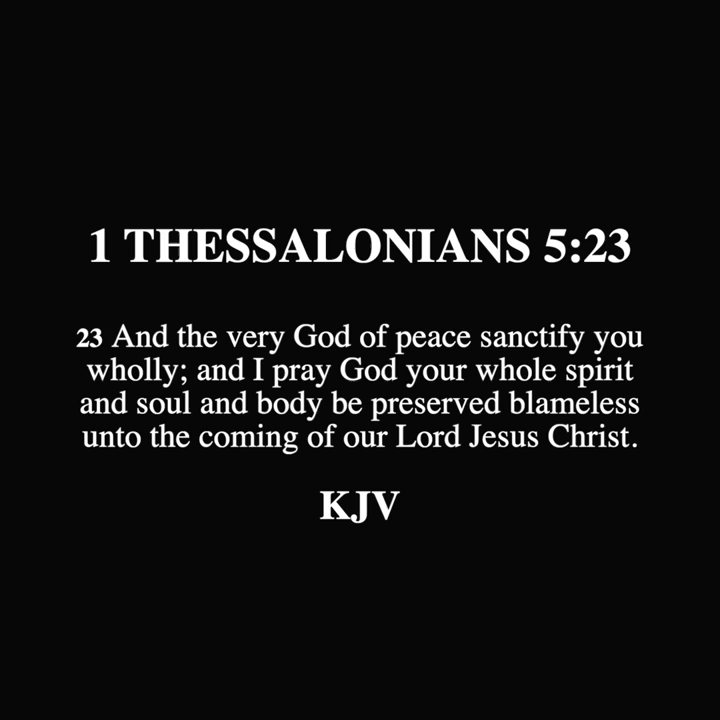 1 THESSALONIANS 5:23
23 And the very God of peace sanctify you
wholly; and I pray God your whole spirit
and soul and body be preserved blameless
unto the coming of our Lord Jesus Christ.
KJV